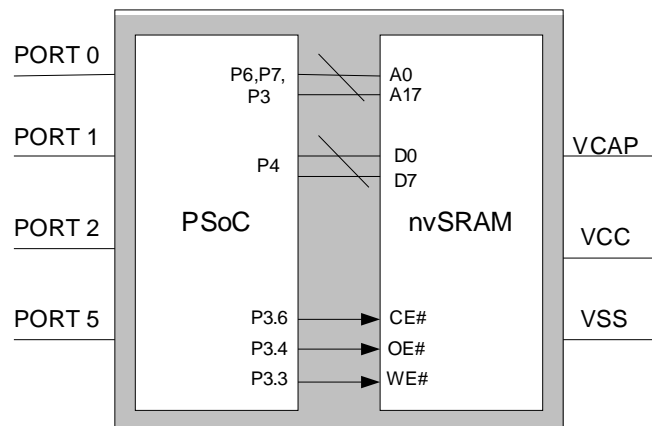 PORT 0
PORT 1
PORT 2
PORT 5
P6,P7,
P3
P4
PSoC
P3.6
P3.4
P3.3
A0
A17
D0
D7
nvSRAM
CE#
OE#
WE#
VCAP
VCC
VSS